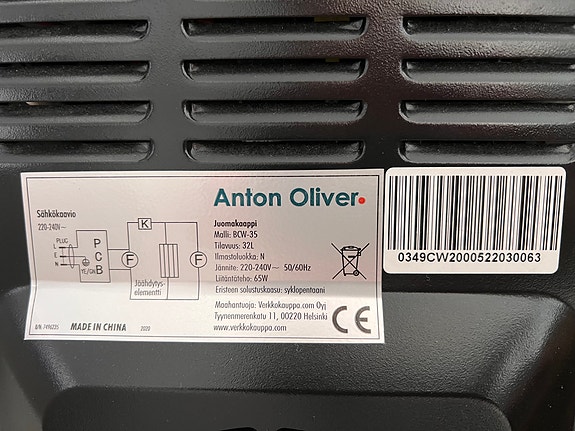 Anton Oliver.
Sähkökaavio
220-240V~
PLUG
L
E
N
YE/GN
P
C
B
K
F
F
Jäähdytys-
elementti
Juomakaappi
Malli: BCW-35
Tilavuus: 32L
Ilmastoluokka: N
Jännite: 220-240V~ 50/60Hz
Liitäntäteho: 65W
Eristeen solustuskaasu: syklopentaani
Maahantuoja: Verkkokauppa.com Oyj
Tyynenmerenkatu 11, 00220 Helsinki
www.verkkokauppa.com
CE
MADE IN CHINA
2020
0349CW2000522030063